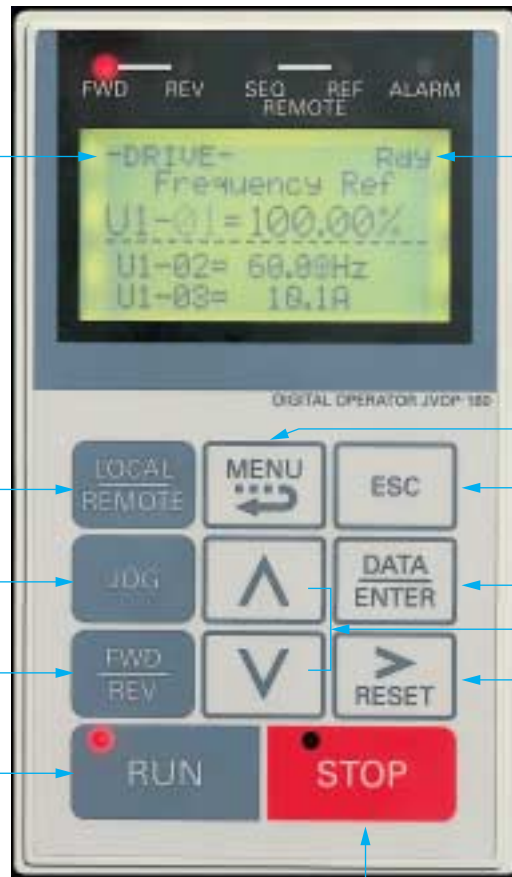 FWD REV SEQ REF ALARM
REMOTE
-DRIVE- Rdy
Frequency Ref
U1-01=100.00%
U1-02= 60.00Hz
U1-03= 10.1A
DIGITAL OPERATOR JVOP-160
LOCAL
REMOTE
MENU
ESC
JOG
DATA
ENTER
FWD
REV
>
RESET
RUN
STOP